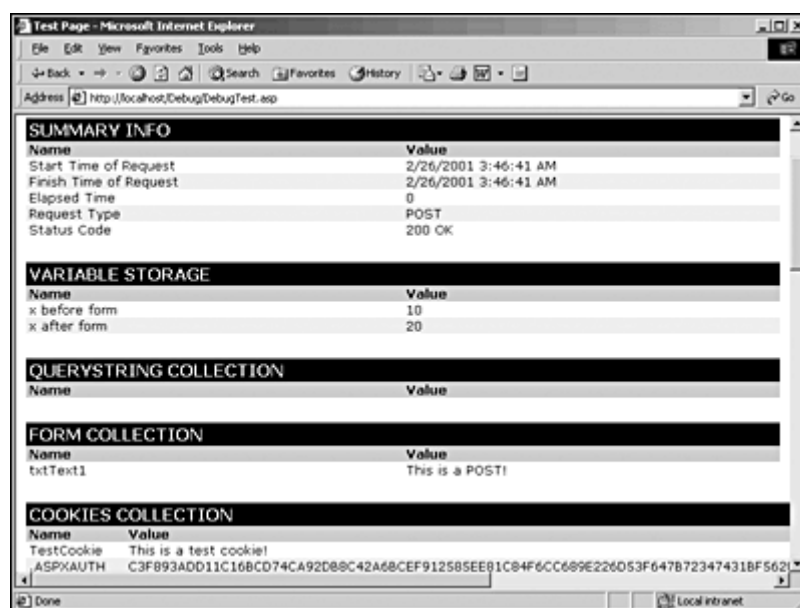 Test Page - Microsoft Internet Explorer
File Edit View Favorites Tools Help
Back Search Favorites History
Address http://localhost/Debug/DebugTest.asp Go
SUMMARY INFO
Name Value
Start Time of Request 2/26/2001 3:46:41 AM
Finish Time of Request 2/26/2001 3:46:41 AM
Elapsed Time 0
Request Type POST
Status Code 200 OK
VARIABLE STORAGE
Name Value
x before form 10
x after form 20
QUERYSTRING COLLECTION
Name Value
FORM COLLECTION
Name Value
txtText1 This is a POST!
COOKIES COLLECTION
Name Value
TestCookie This is a test cookie!
.ASPXAUTH
Done Local intranet